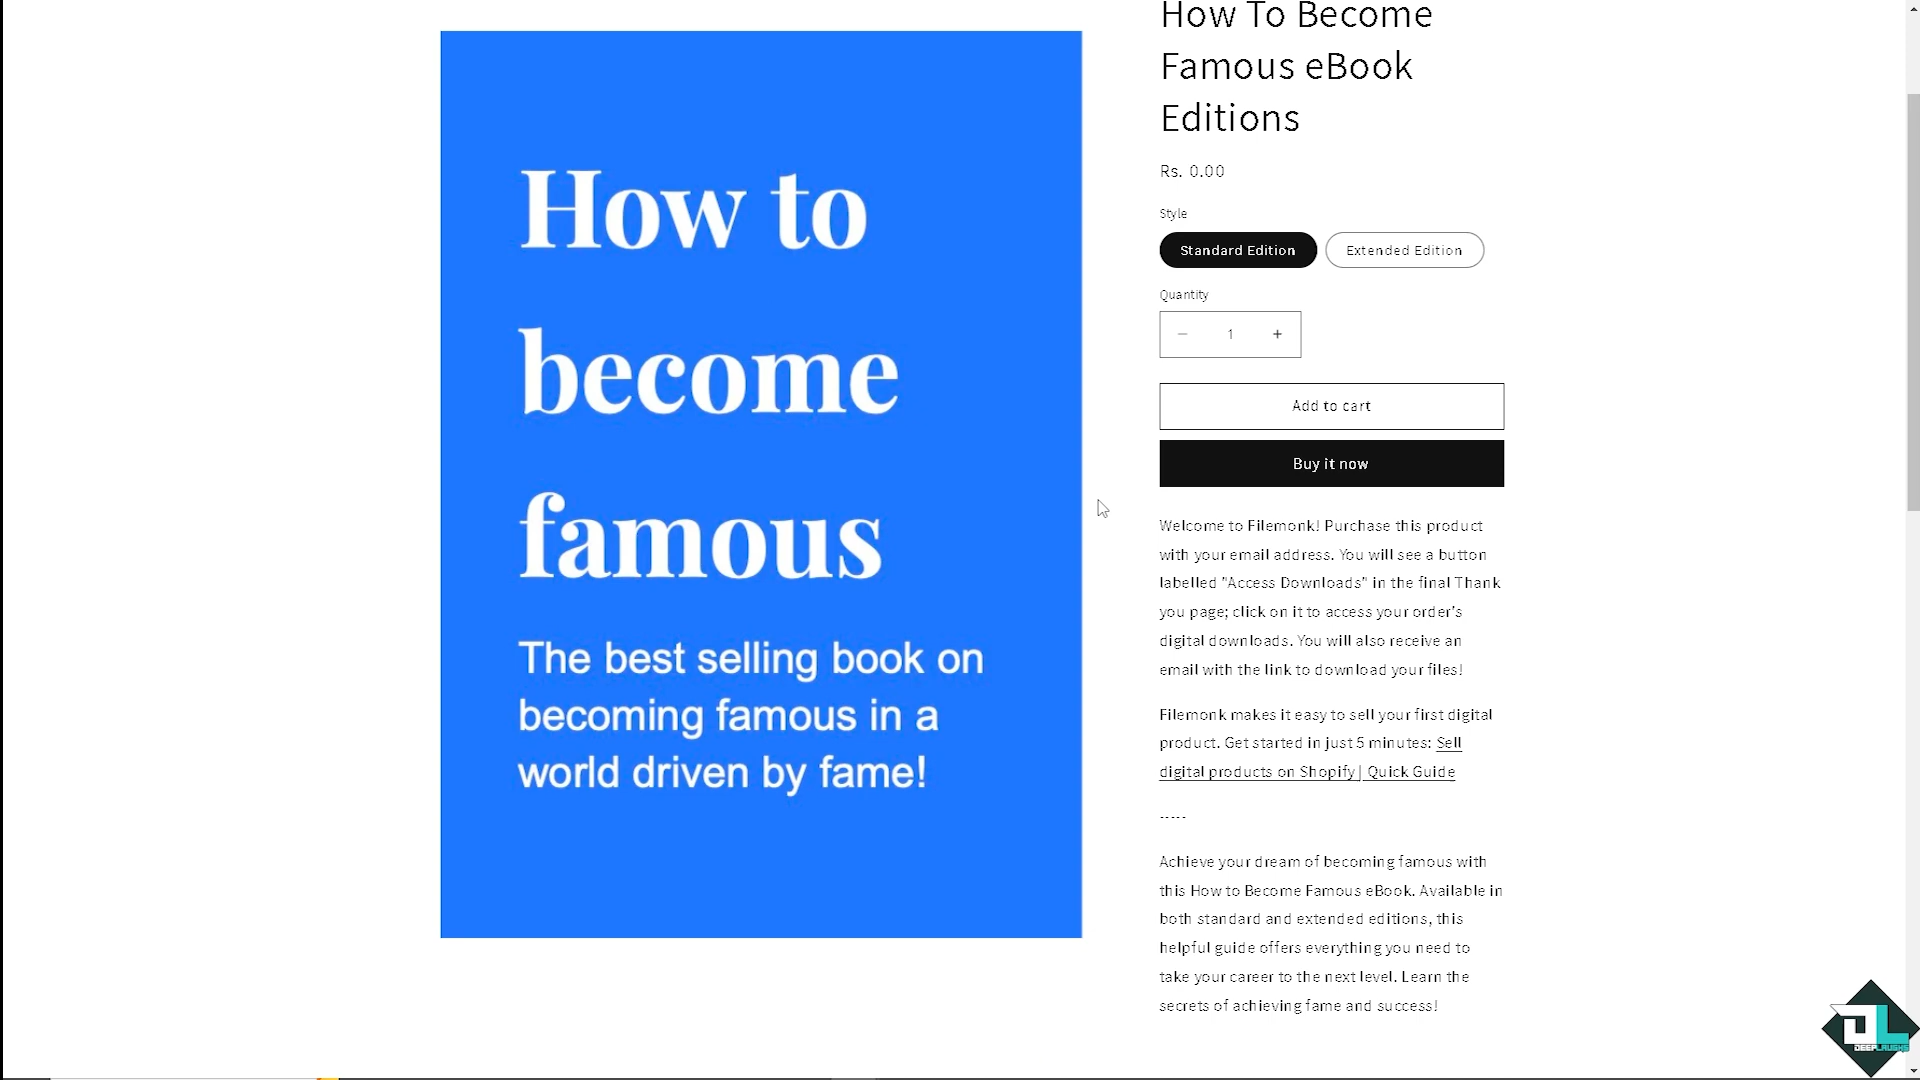 How to
become
famous
The best selling book on
becoming famous in a
world driven by fame!
How To Become
Famous eBook
Editions
Rs. 0.00
Style
Standard Edition
Extended Edition
Quantity
− 1 +
Add to cart
Buy it now
Welcome to Filemonk! Purchase this product
with your email address. You will see a button
labelled "Access Downloads" in the final Thank
you page; click on it to access your order's
digital downloads. You will also receive an
email with the link to download your files!
Filemonk makes it easy to sell your first digital
product. Get started in just 5 minutes: Sell
digital products on Shopify | Quick Guide
-----
Achieve your dream of becoming famous with
this How to Become Famous eBook. Available in
both standard and extended editions, this
helpful guide offers everything you need to
take your career to the next level. Learn the
secrets of achieving fame and success!
DL
DEEPLAUGHS